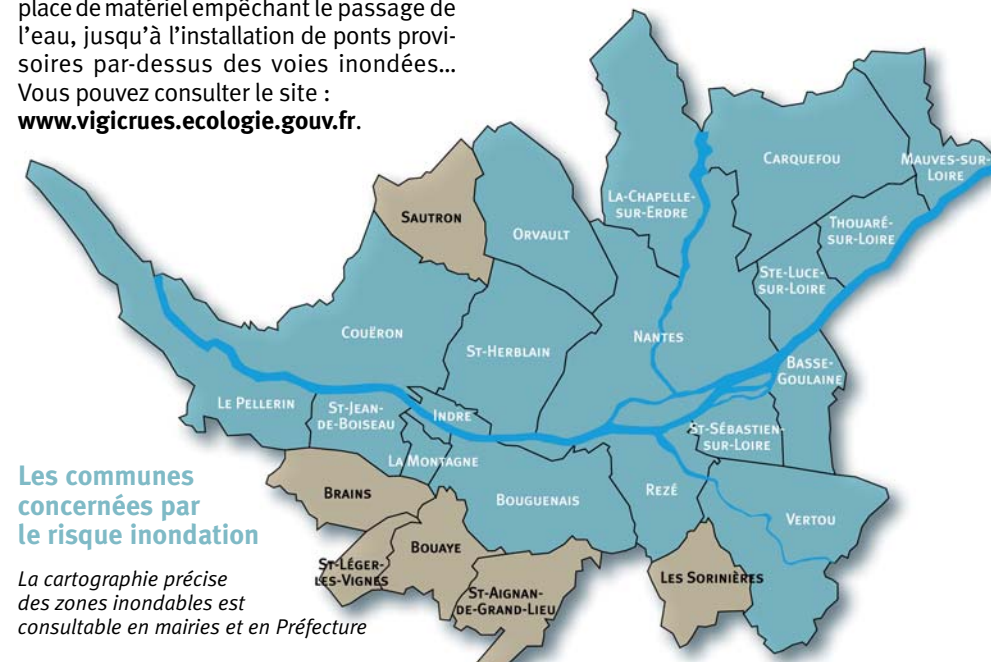 place de matériel empêchant le passage de
l'eau, jusqu'à l'installation de ponts provi-
soires par-dessus des voies inondées...
Vous pouvez consulter le site :
www.vigicrues.ecologie.gouv.fr.
CARQUEFOU
MAUVES-SUR-
LOIRE
LA-CHAPELLE-
SUR-ERDRE
SAUTRON
ORVAULT
THOUARÉ-
SUR-LOIRE
STE-LUCE-
SUR-LOIRE
COUËRON
NANTES
ST-HERBLAIN
BASSE-
GOULAINE
LE PELLERIN
ST-JEAN-
DE-BOISEAU
INDRE
ST-SÉBASTIEN-
SUR-LOIRE
LA MONTAGNE
BRAINS
BOUGUENAIS
REZÉ
VERTOU
BOUAYE
ST-LÉGER-
LES-VIGNES
ST-AIGNAN-
DE-GRAND-LIEU
LES SORINIÈRES
Les communes
concernées par
le risque inondation
La cartographie précise
des zones inondables est
consultable en mairies et en Préfecture